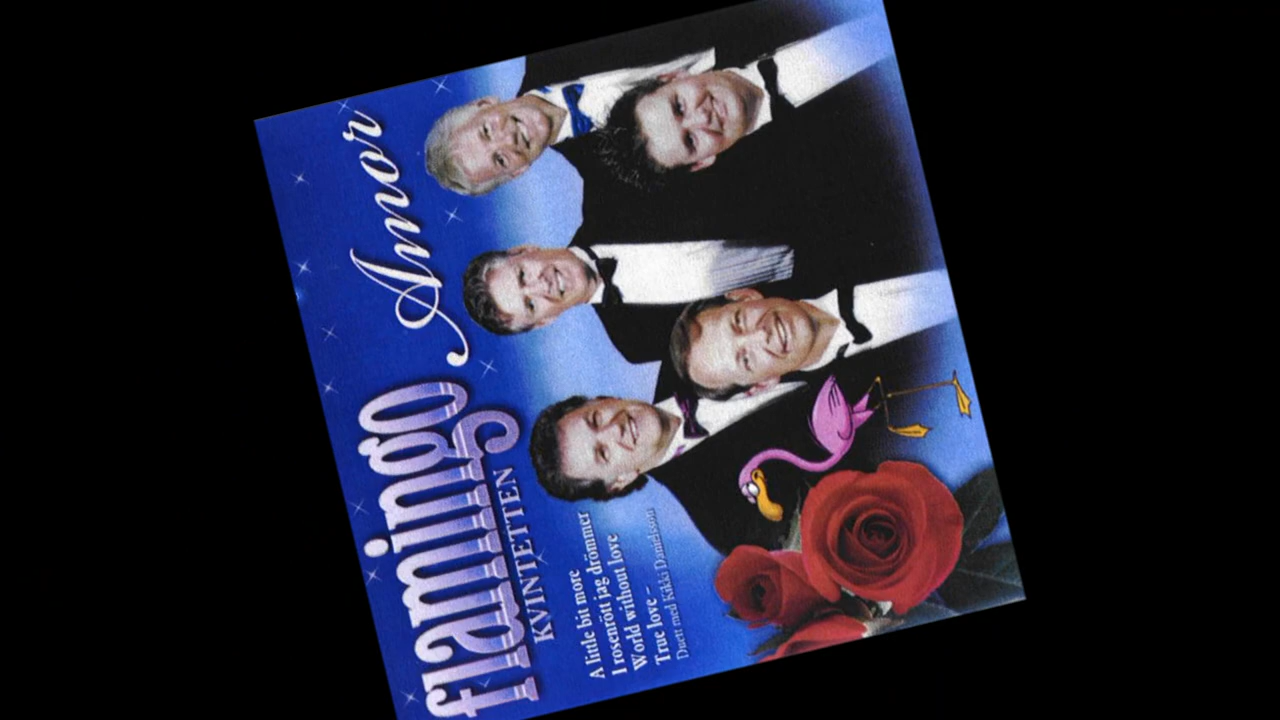 flamingo Amor
KVINTETTEN
A little bit more
I rosenrött jag drömmer
World without love
True love –
Duett med Kikki Danielsson